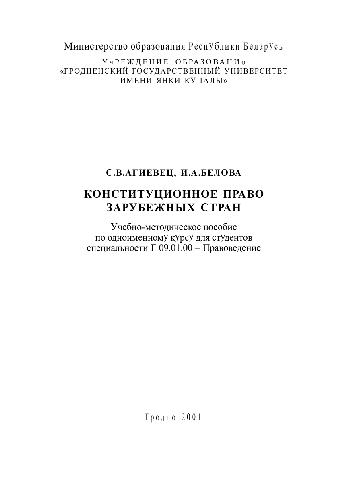 Министерство образования Республики Беларусь
УЧРЕЖДЕНИЕ ОБРАЗОВАНИЯ
«ГРОДНЕНСКИЙ ГОСУДАРСТВЕННЫЙ УНИВЕРСИТЕТ
ИМЕНИ ЯНКИ КУПАЛЫ»
С.В.АГИЕВЕЦ, И.А.БЕЛОВА
КОНСТИТУЦИОННОЕ ПРАВО
ЗАРУБЕЖНЫХ СТРАН
Учебно-методическое пособие
по одноименному курсу для студентов
специальности Г 09.01.00 – Правоведение
Гродно 2001